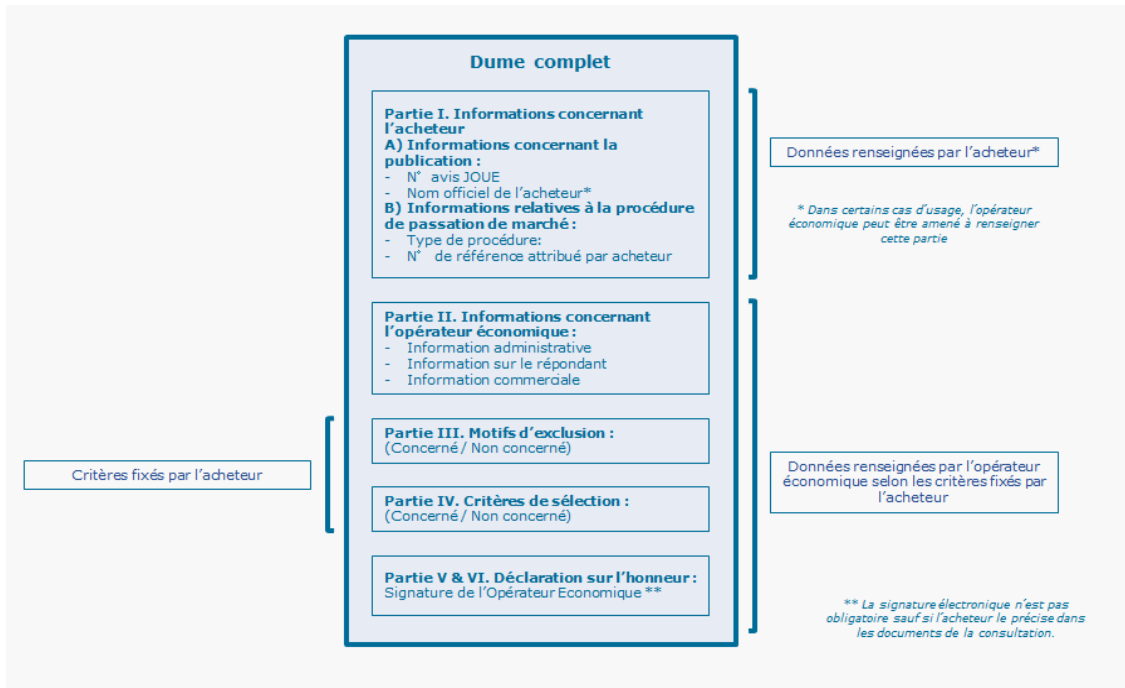 Dume complet
Partie I. Informations concernant
l'acheteur
A) Informations concernant la
publication :
- N° avis JOUE
- Nom officiel de l'acheteur*
B) Informations relatives à la procédure
de passation de marché :
- Type de procédure:
- N° de référence attribué par acheteur
Données renseignées par l'acheteur*
* Dans certains cas d'usage, l'opérateur
économique peut être amené à renseigner
cette partie
Partie II. Informations concernant
l'opérateur économique :
- Information administrative
- Information sur le répondant
- Information commerciale
Partie III. Motifs d'exclusion :
(Concerné / Non concerné)
Critères fixés par l'acheteur
Données renseignées par l'opérateur
économique selon les critères fixés par
l'acheteur
Partie IV. Critères de sélection :
(Concerné / Non concerné)
Partie V & VI. Déclaration sur l'honneur :
Signature de l'Opérateur Economique **
** La signature électronique n'est pas
obligatoire sauf si l'acheteur le précise dans
les documents de la consultation.